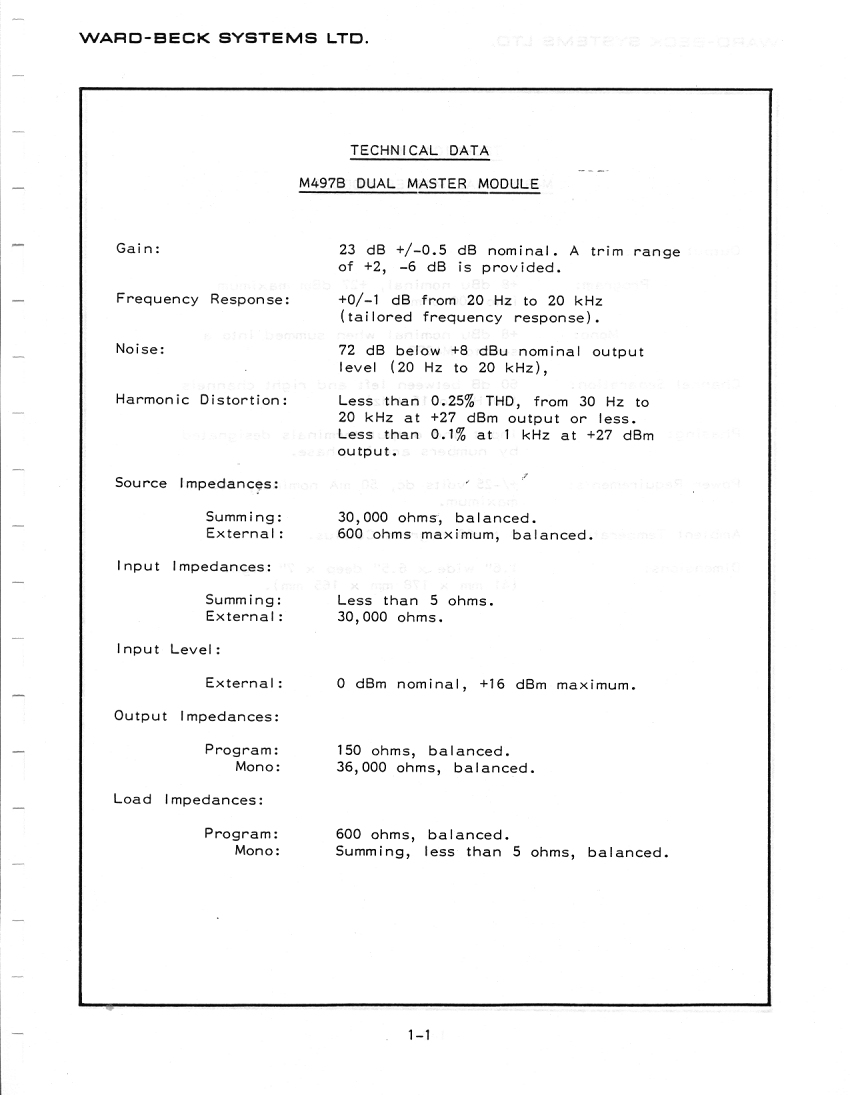 WARD-BECK SYSTEMS LTD.
TECHNICAL DATA
M497B DUAL MASTER MODULE
Gain: 23 dB +/-0.5 dB nominal. A trim range
of +2, -6 dB is provided.
Frequency Response: +0/-1 dB from 20 Hz to 20 kHz
(tailored frequency response).
Noise: 72 dB below +8 dBu nominal output
level (20 Hz to 20 kHz),
Harmonic Distortion: Less than 0.25% THD, from 30 Hz to
20 kHz at +27 dBm output or less.
Less than 0.1% at 1 kHz at +27 dBm
output.
Source Impedances:
Summing: 30,000 ohms, balanced.
External: 600 ohms maximum, balanced.
Input Impedances:
Summing: Less than 5 ohms.
External: 30,000 ohms.
Input Level:
External: 0 dBm nominal, +16 dBm maximum.
Output Impedances:
Program: 150 ohms, balanced.
Mono: 36,000 ohms, balanced.
Load Impedances:
Program: 600 ohms, balanced.
Mono: Summing, less than 5 ohms, balanced.
1-1